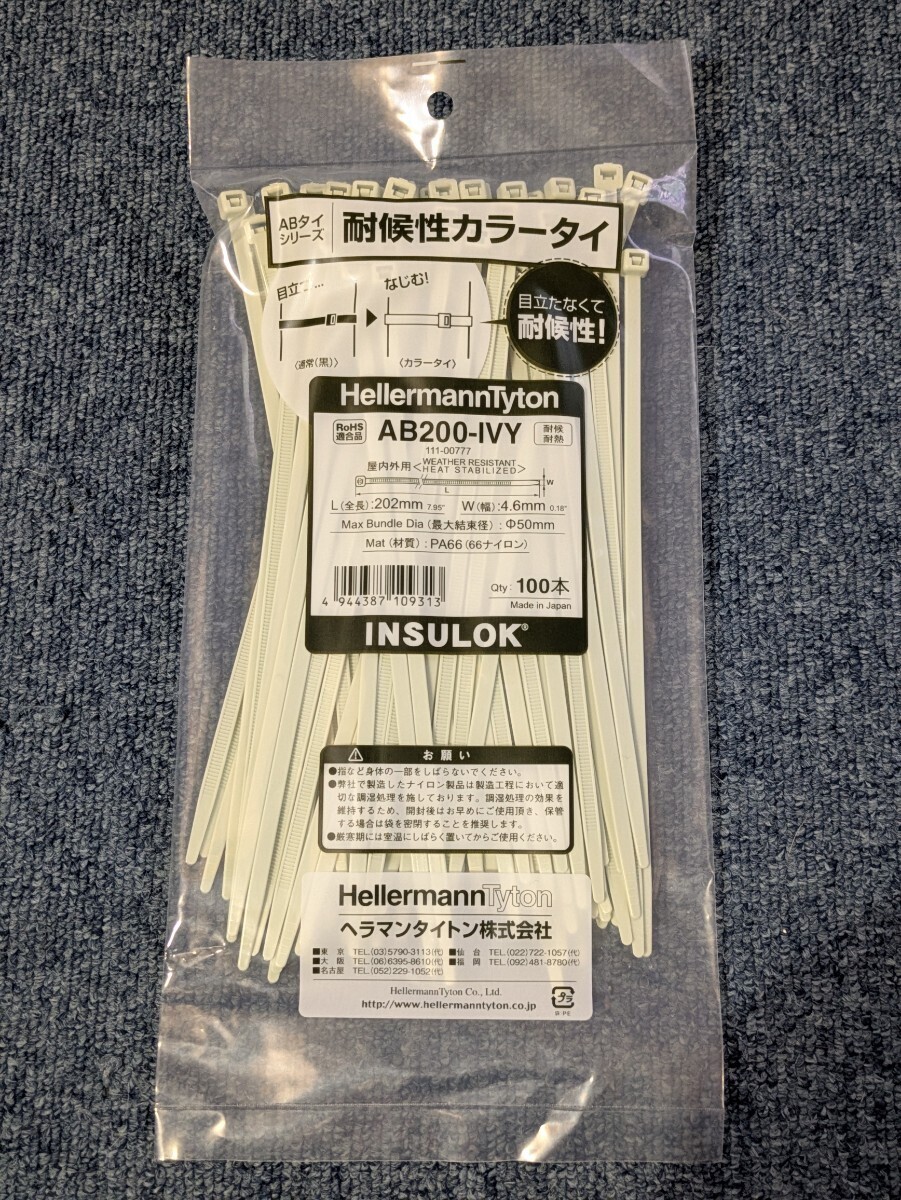 ABタイ
シリーズ
耐候性カラータイ
目立つ…
なじむ!
目立たなくて
耐候性!
〈通常(黒)〉
〈カラータイ〉
HellermannTyton
RoHS
適合品
AB200-IVY
耐候
耐熱
111-00777
屋内外用<WEATHER RESISTANT
HEAT STABILIZED>
W
L
L(全長):202mm 7.95" W(幅):4.6mm 0.18"
Max Bundle Dia(最大結束径):Φ50mm
Mat(材質):PA66(66ナイロン)
4 944387 109313
Qty: 100本
Made in Japan
INSULOK®
お願い
●指など身体の一部をしばらないでください。
●弊社で製造したナイロン製品は製造工程において適
切な調湿処理を施しております。調湿処理の効果を
維持するため、開封後はお早めにご使用頂き、保管
する場合は袋を密閉することを推奨します。
●厳寒期には室温にしばらく置いてからご使用ください。
HellermannTyton
ヘラマンタイトン株式会社
■東京 TEL.(03)5790-3113(代) ■仙台 TEL.(022)722-1057(代)
■大阪 TEL.(06)6395-8610(代) ■福岡 TEL.(092)481-8780(代)
■名古屋 TEL.(052)229-1052(代)
HellermannTyton Co., Ltd.
http://www.hellermanntyton.co.jp
プラ
袋:PE